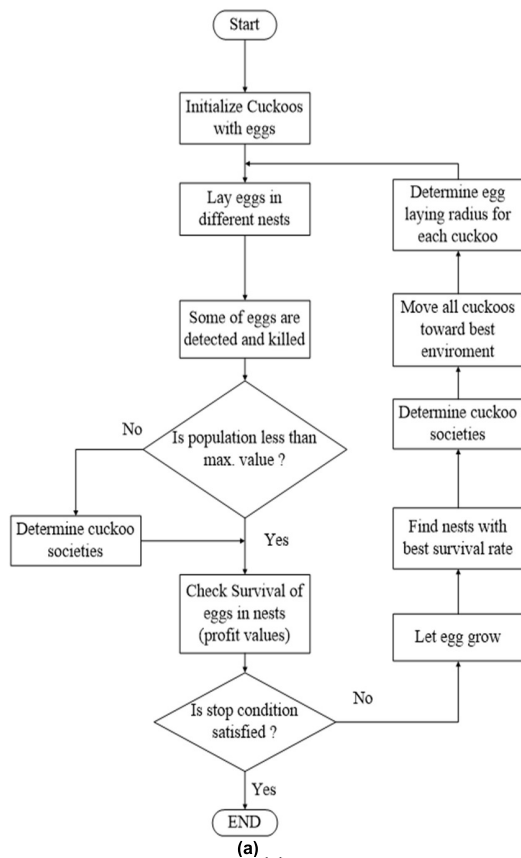 Start
Initialize Cuckoos
with eggs
Lay eggs in
different nests
Some of eggs are
detected and killed
Is population less than
max. value ?
No
Determine cuckoo
societies
Yes
Check Survival of
eggs in nests
(profit values)
Is stop condition
satisfied ?
No
Yes
END
Let egg grow
Find nests with
best survival rate
Determine cuckoo
societies
Move all cuckoos
toward best
enviroment
Determine egg
laying radius for
each cuckoo
(a)